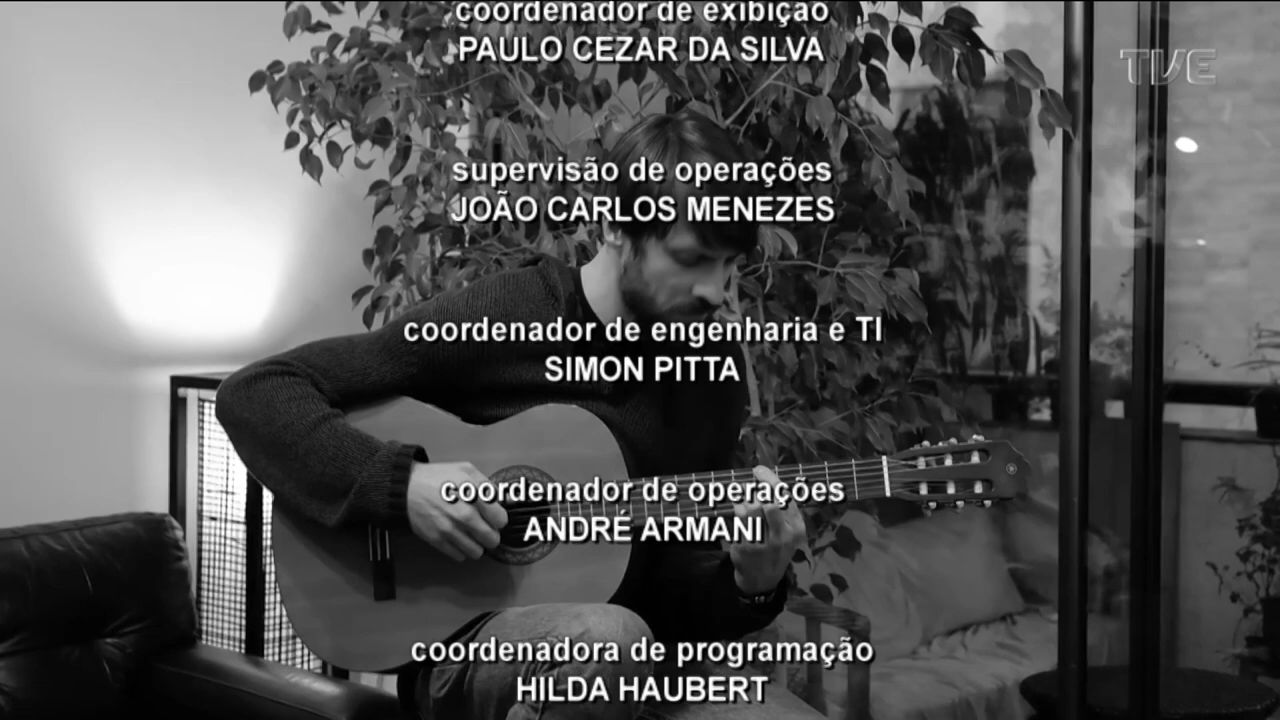 coordenador de exibição
PAULO CEZAR DA SILVA
TVE
supervisão de operações
JOÃO CARLOS MENEZES
coordenador de engenharia e TI
SIMON PITTA
coordenador de operações
ANDRÉ ARMANI
coordenadora de programação
HILDA HAUBERT